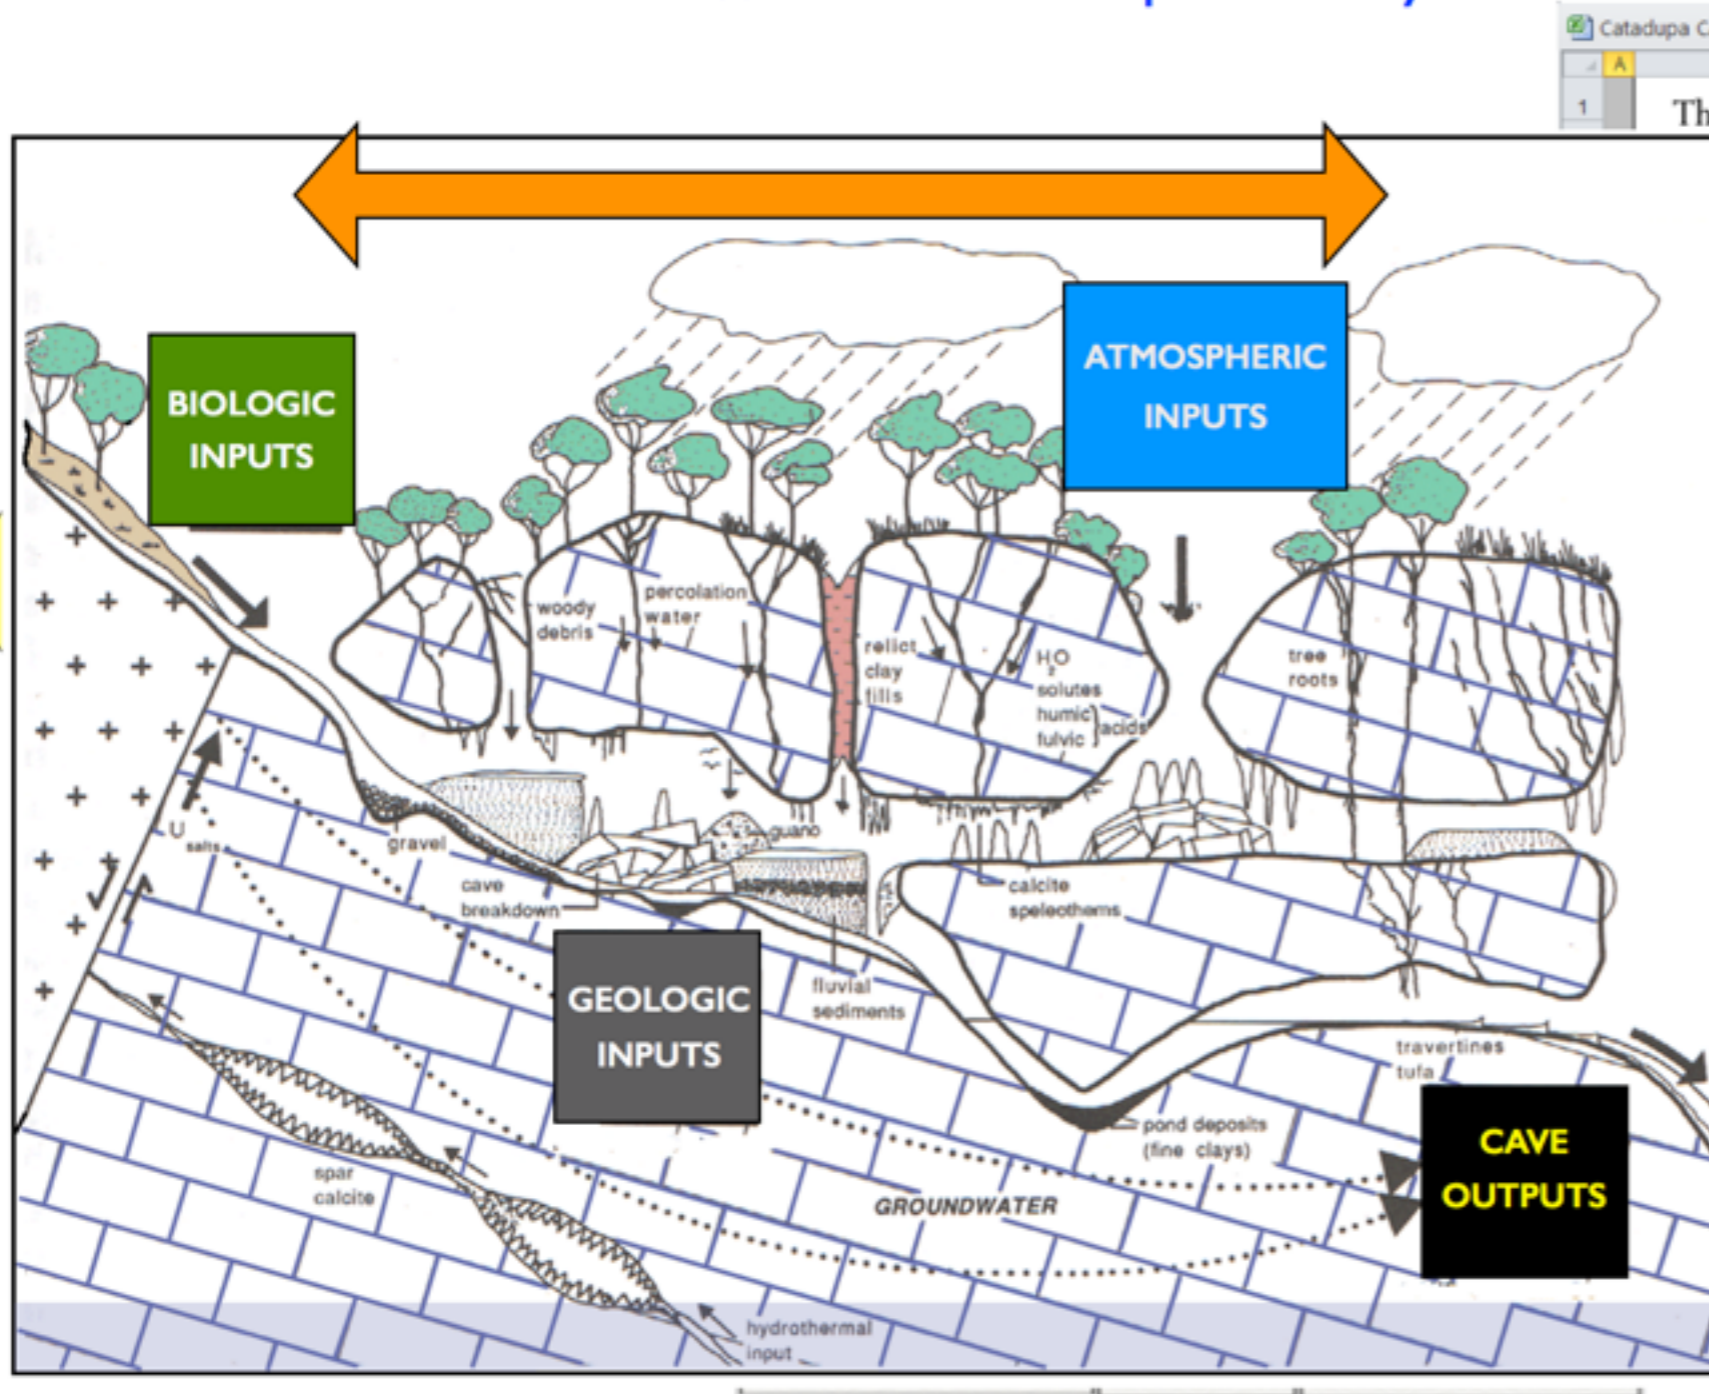 Catadupa C
A
1
Th
BIOLOGIC
INPUTS
ATMOSPHERIC
INPUTS
woody
debris
percolation
water
relict
clay
fills
H₂O
solutes
humic
fulvic
acids
tree
roots
U
salts
gravel
guano
cave
breakdown
calcite
speleothems
GEOLOGIC
INPUTS
fluvial
sediments
travertines
tufa
pond deposits
(fine clays)
CAVE
OUTPUTS
spar
calcite
GROUNDWATER
hydrothermal
input